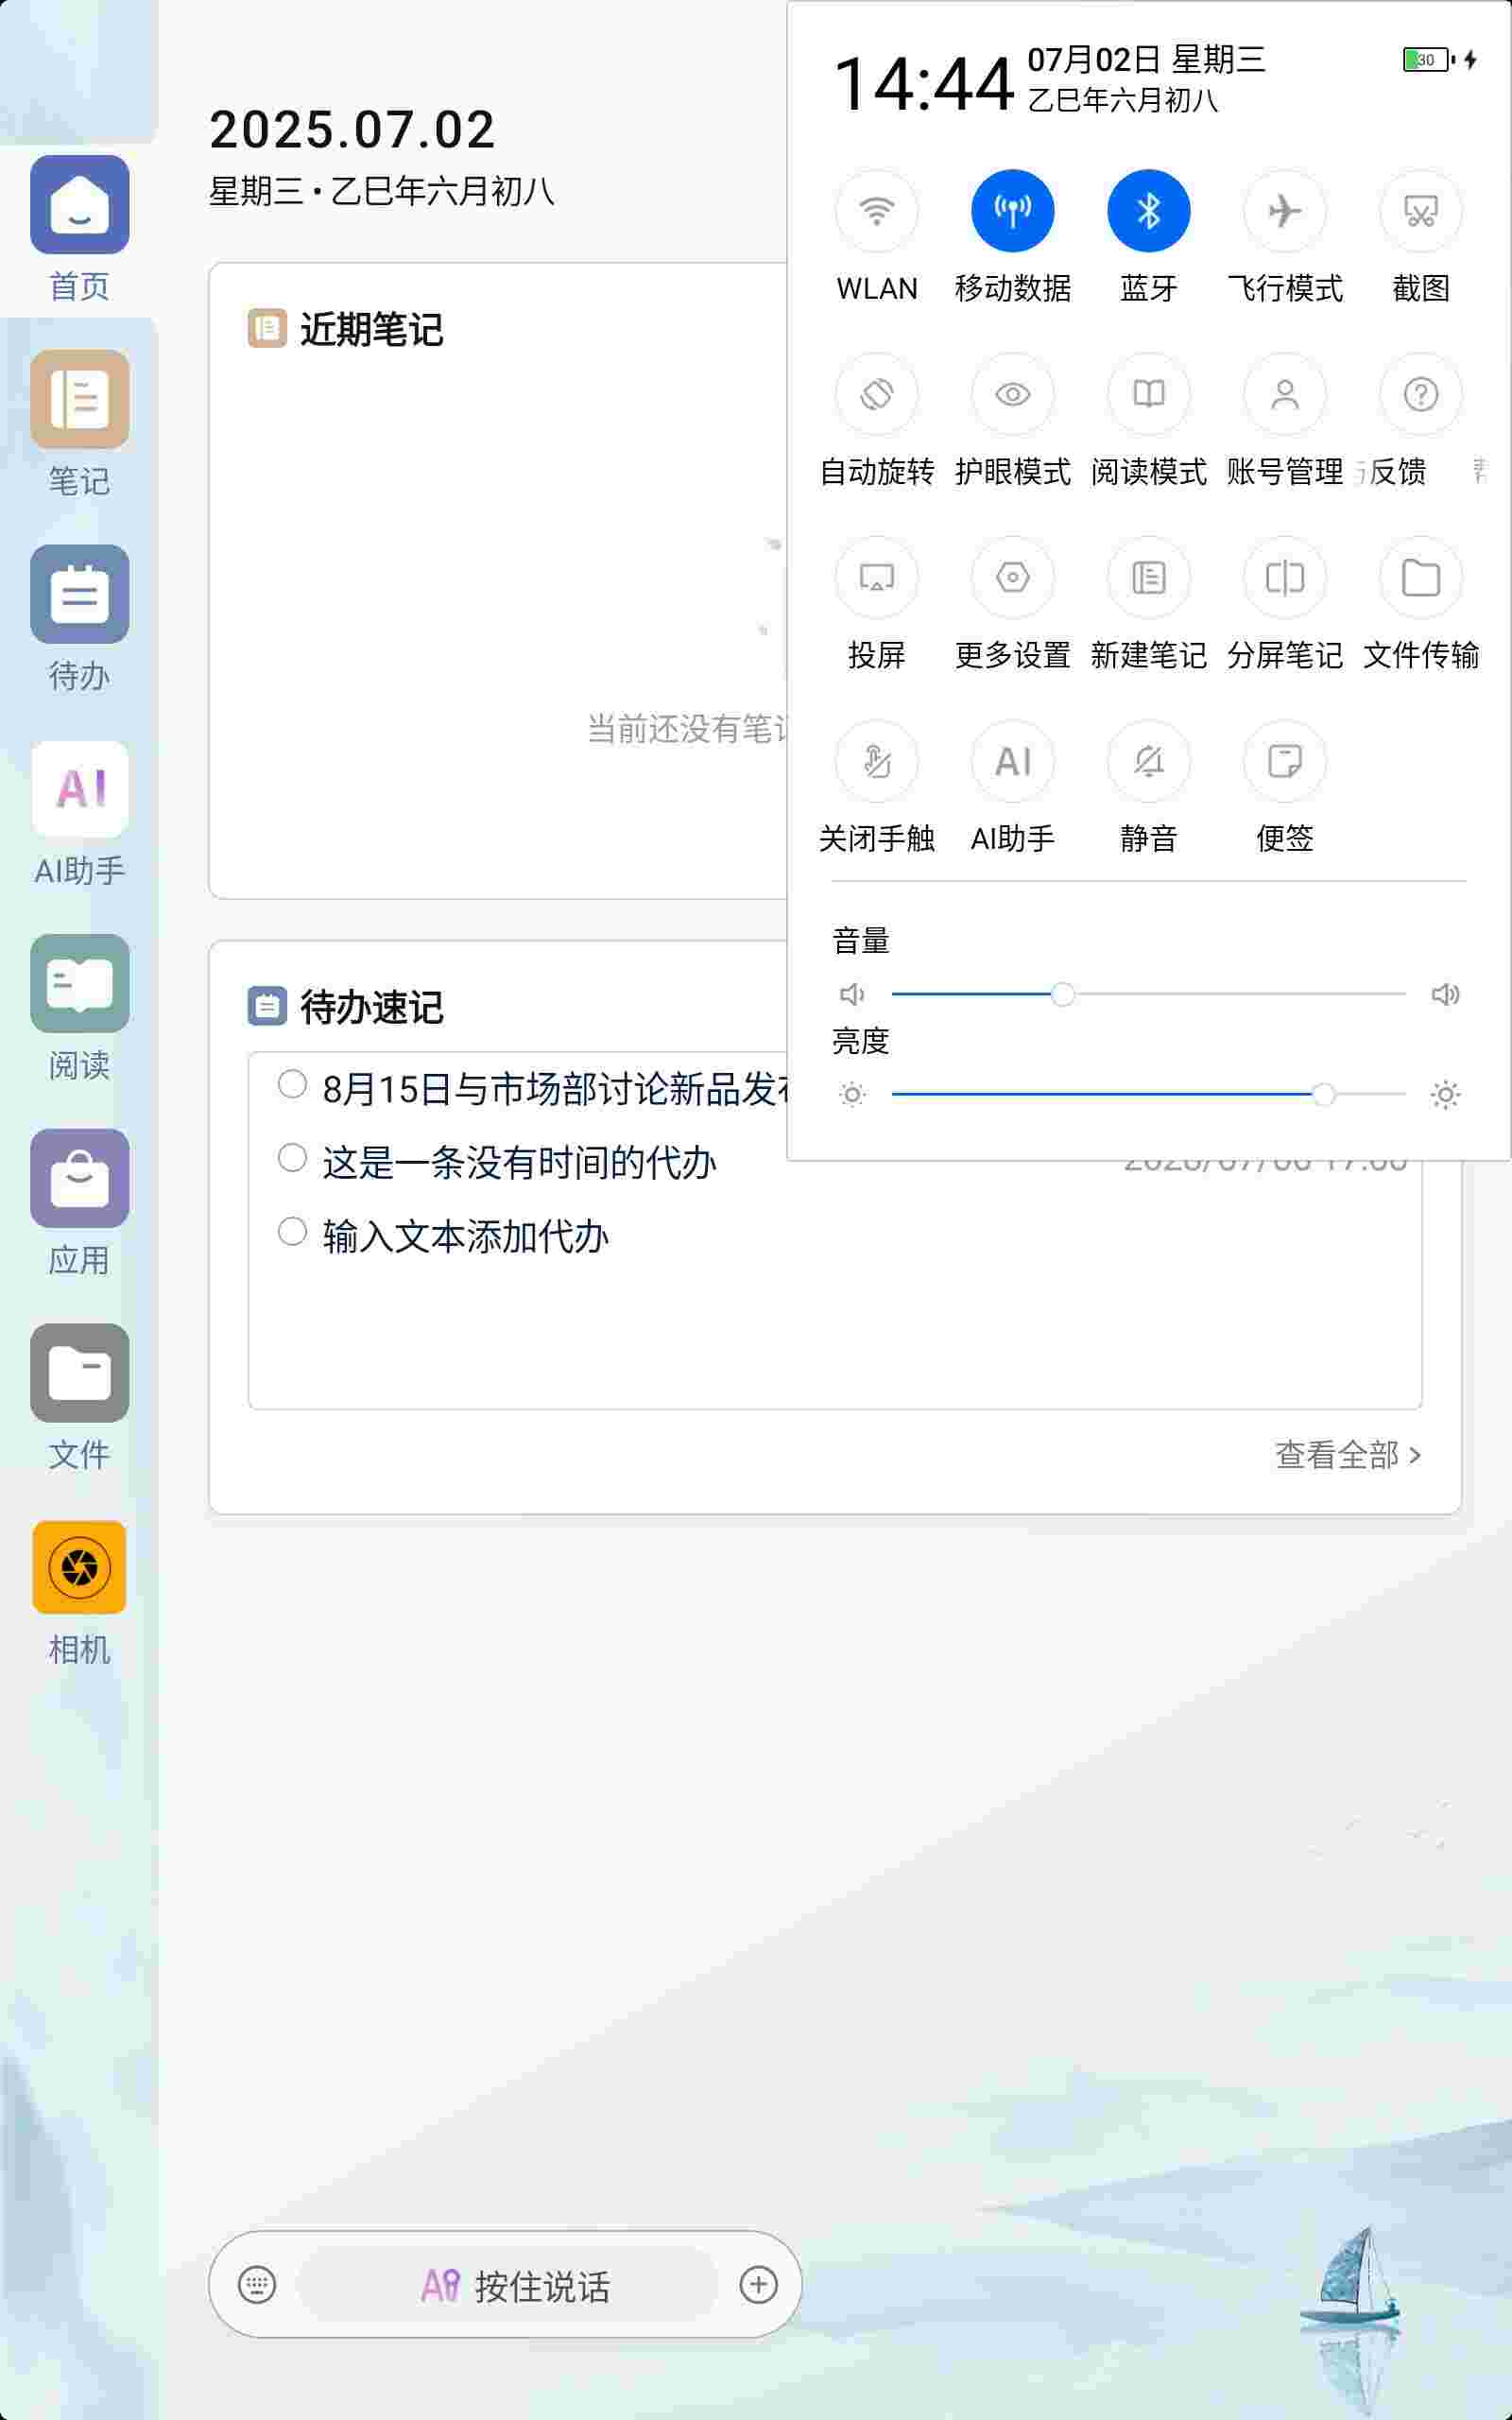 14:44
07月02日 星期三
乙巳年六月初八
30
2025.07.02
星期三·乙巳年六月初八
首页
笔记
待办
AI
AI助手
阅读
应用
文件
相机
近期笔记
当前还没有笔
待办速记
8月15日与市场部讨论新品发
这是一条没有时间的代办
输入文本添加代办
查看全部 >
WLAN
移动数据
蓝牙
飞行模式
截图
自动旋转
护眼模式
阅读模式
账号管理
反馈
投屏
更多设置
新建笔记
分屏笔记
文件传输
关闭手触
AI
AI助手
静音
便签
音量
亮度
按住说话